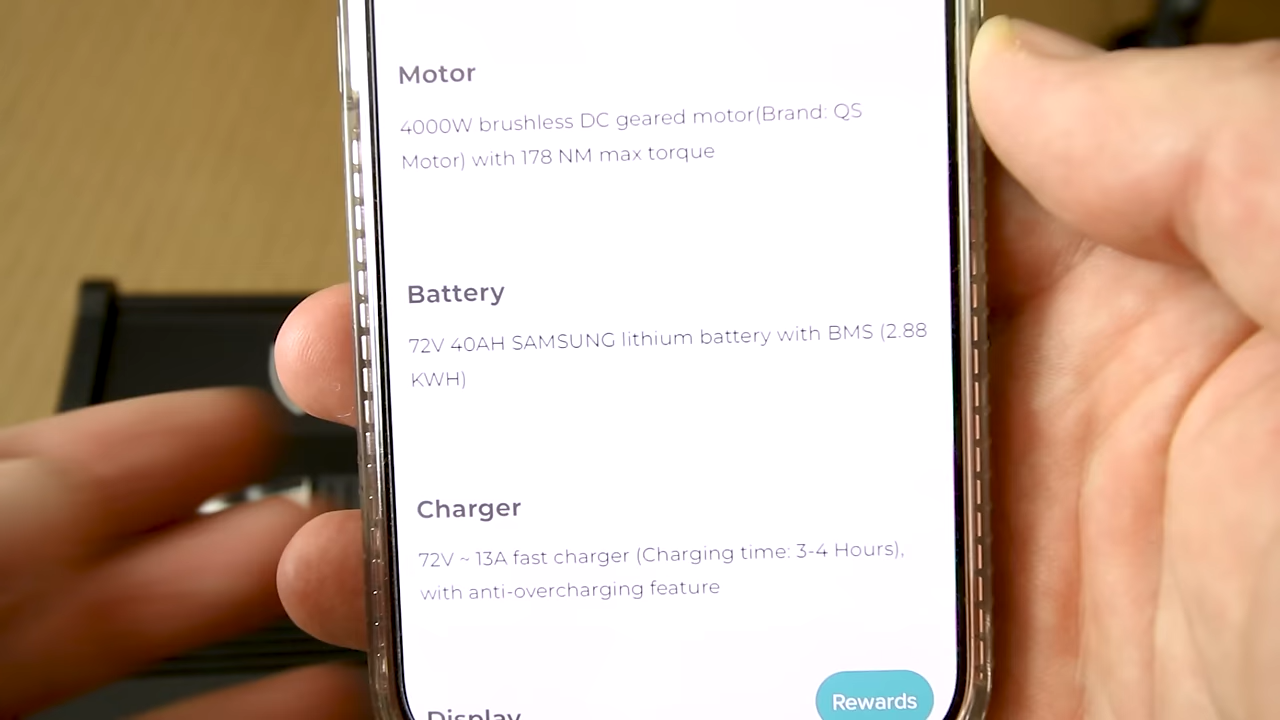 Motor
4000W brushless DC geared motor(Brand: QS
Motor) with 178 NM max torque
Battery
72V 40AH SAMSUNG lithium battery with BMS (2.88
KWH)
Charger
72V ~ 13A fast charger (Charging time: 3-4 Hours),
with anti-overcharging feature
Rewards
Display